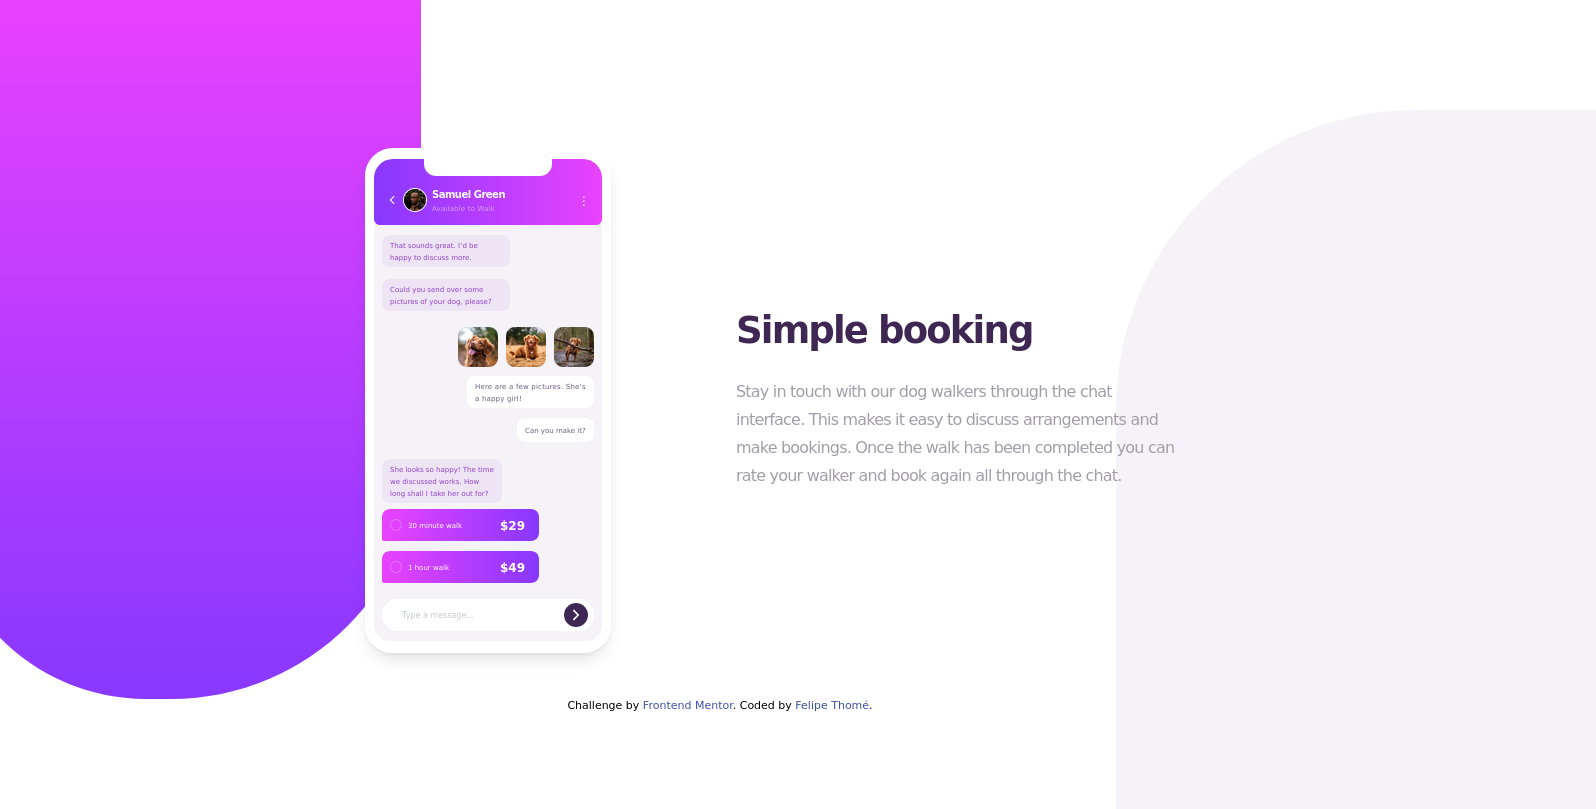 Samuel Green
Available to Walk
That sounds great. I'd be
happy to discuss more.
Could you send over some
pictures of your dog, please?
Here are a few pictures. She's
a happy girl!
Can you make it?
She looks so happy! The time
we discussed works. How
long shall I take her out for?
30 minute walk $29
1 hour walk $49
Type a message...
Simple booking
Stay in touch with our dog walkers through the chat
interface. This makes it easy to discuss arrangements and
make bookings. Once the walk has been completed you can
rate your walker and book again all through the chat.
Challenge by Frontend Mentor. Coded by Felipe Thomé.